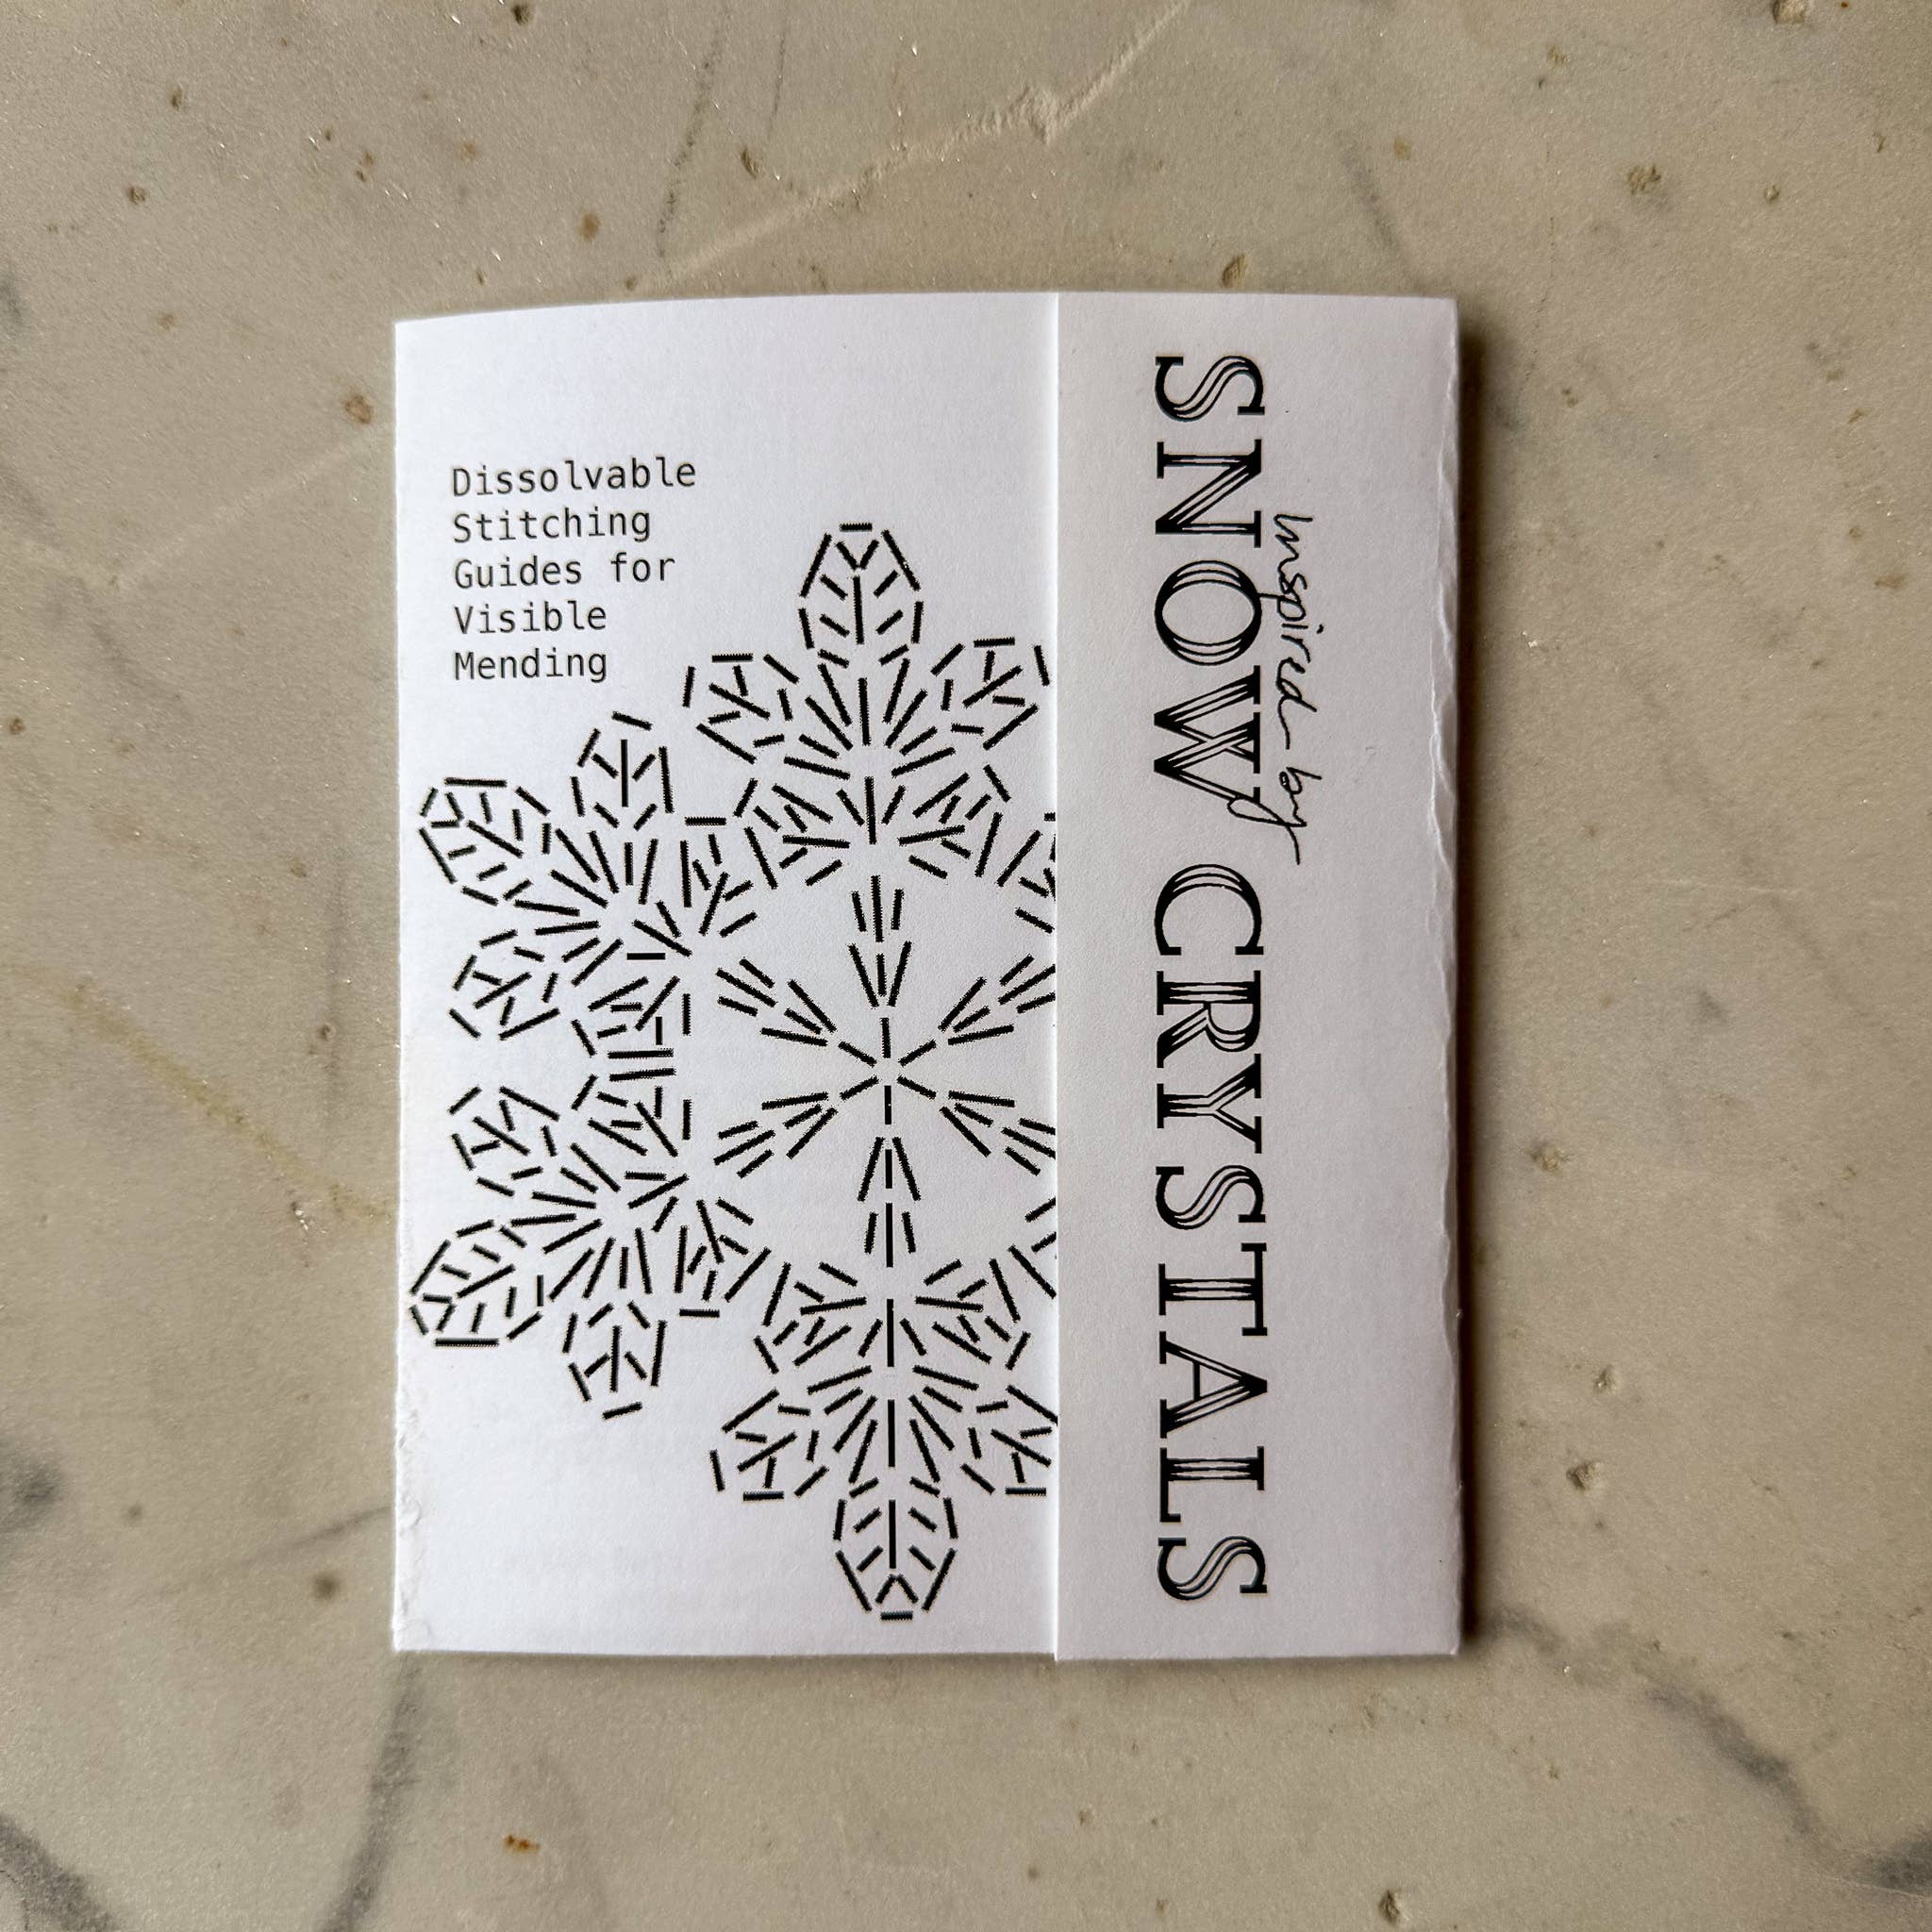 Dissolvable
Stitching
Guides for
Visible
Mending
Inspired by
SNOW CRYSTALS